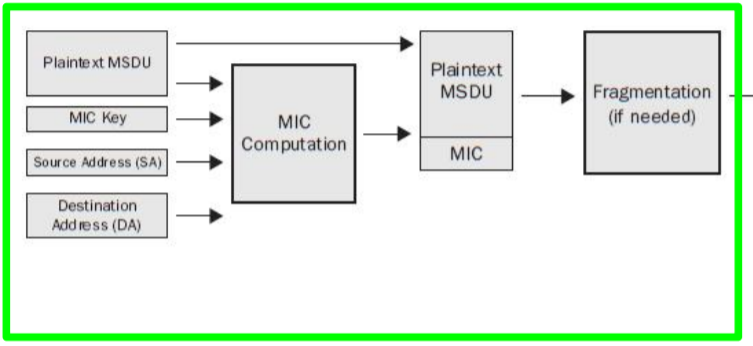 Plaintext MSDU
MIC Key
Source Address (SA)
Destination
Address (DA)
MIC
Computation
Plaintext
MSDU
MIC
Fragmentation
(if needed)